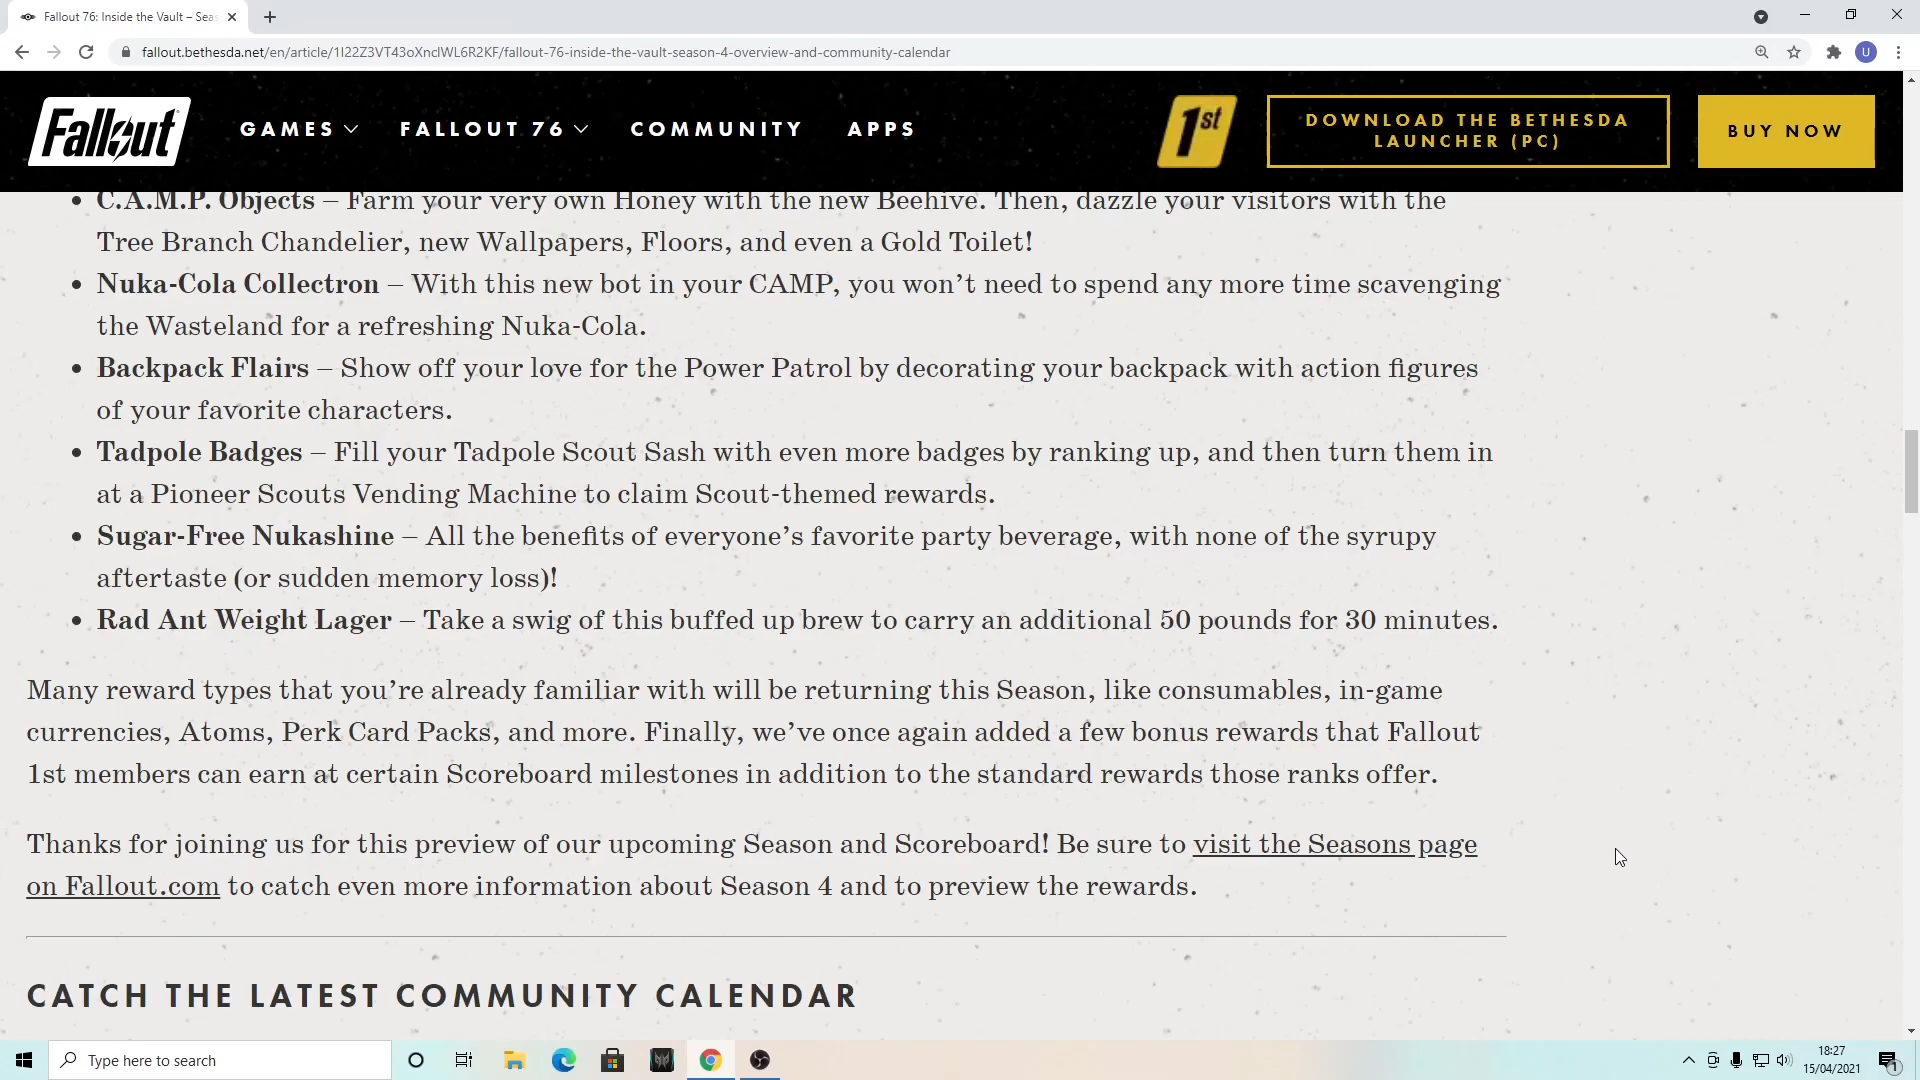 Fallout 76: Inside the Vault – Seas
fallout.bethesda.net/en/article/1I22Z3VT43oXnclWL6R2KF/fallout-76-inside-the-vault-season-4-overview-and-community-calendar
U
Fallout
GAMES
FALLOUT 76
COMMUNITY
APPS
1st
DOWNLOAD THE BETHESDA
LAUNCHER (PC)
BUY NOW
• C.A.M.P. Objects – Farm your very own Honey with the new Beehive. Then, dazzle your visitors with the
Tree Branch Chandelier, new Wallpapers, Floors, and even a Gold Toilet!
• Nuka-Cola Collectron – With this new bot in your CAMP, you won’t need to spend any more time scavenging
the Wasteland for a refreshing Nuka-Cola.
• Backpack Flairs – Show off your love for the Power Patrol by decorating your backpack with action figures
of your favorite characters.
• Tadpole Badges – Fill your Tadpole Scout Sash with even more badges by ranking up, and then turn them in
at a Pioneer Scouts Vending Machine to claim Scout-themed rewards.
• Sugar-Free Nukashine – All the benefits of everyone’s favorite party beverage, with none of the syrupy
aftertaste (or sudden memory loss)!
• Rad Ant Weight Lager – Take a swig of this buffed up brew to carry an additional 50 pounds for 30 minutes.
Many reward types that you’re already familiar with will be returning this Season, like consumables, in-game
currencies, Atoms, Perk Card Packs, and more. Finally, we’ve once again added a few bonus rewards that Fallout
1st members can earn at certain Scoreboard milestones in addition to the standard rewards those ranks offer.
Thanks for joining us for this preview of our upcoming Season and Scoreboard! Be sure to visit the Seasons page
on Fallout.com to catch even more information about Season 4 and to preview the rewards.
CATCH THE LATEST COMMUNITY CALENDAR
Type here to search
18:27
15/04/2021
1